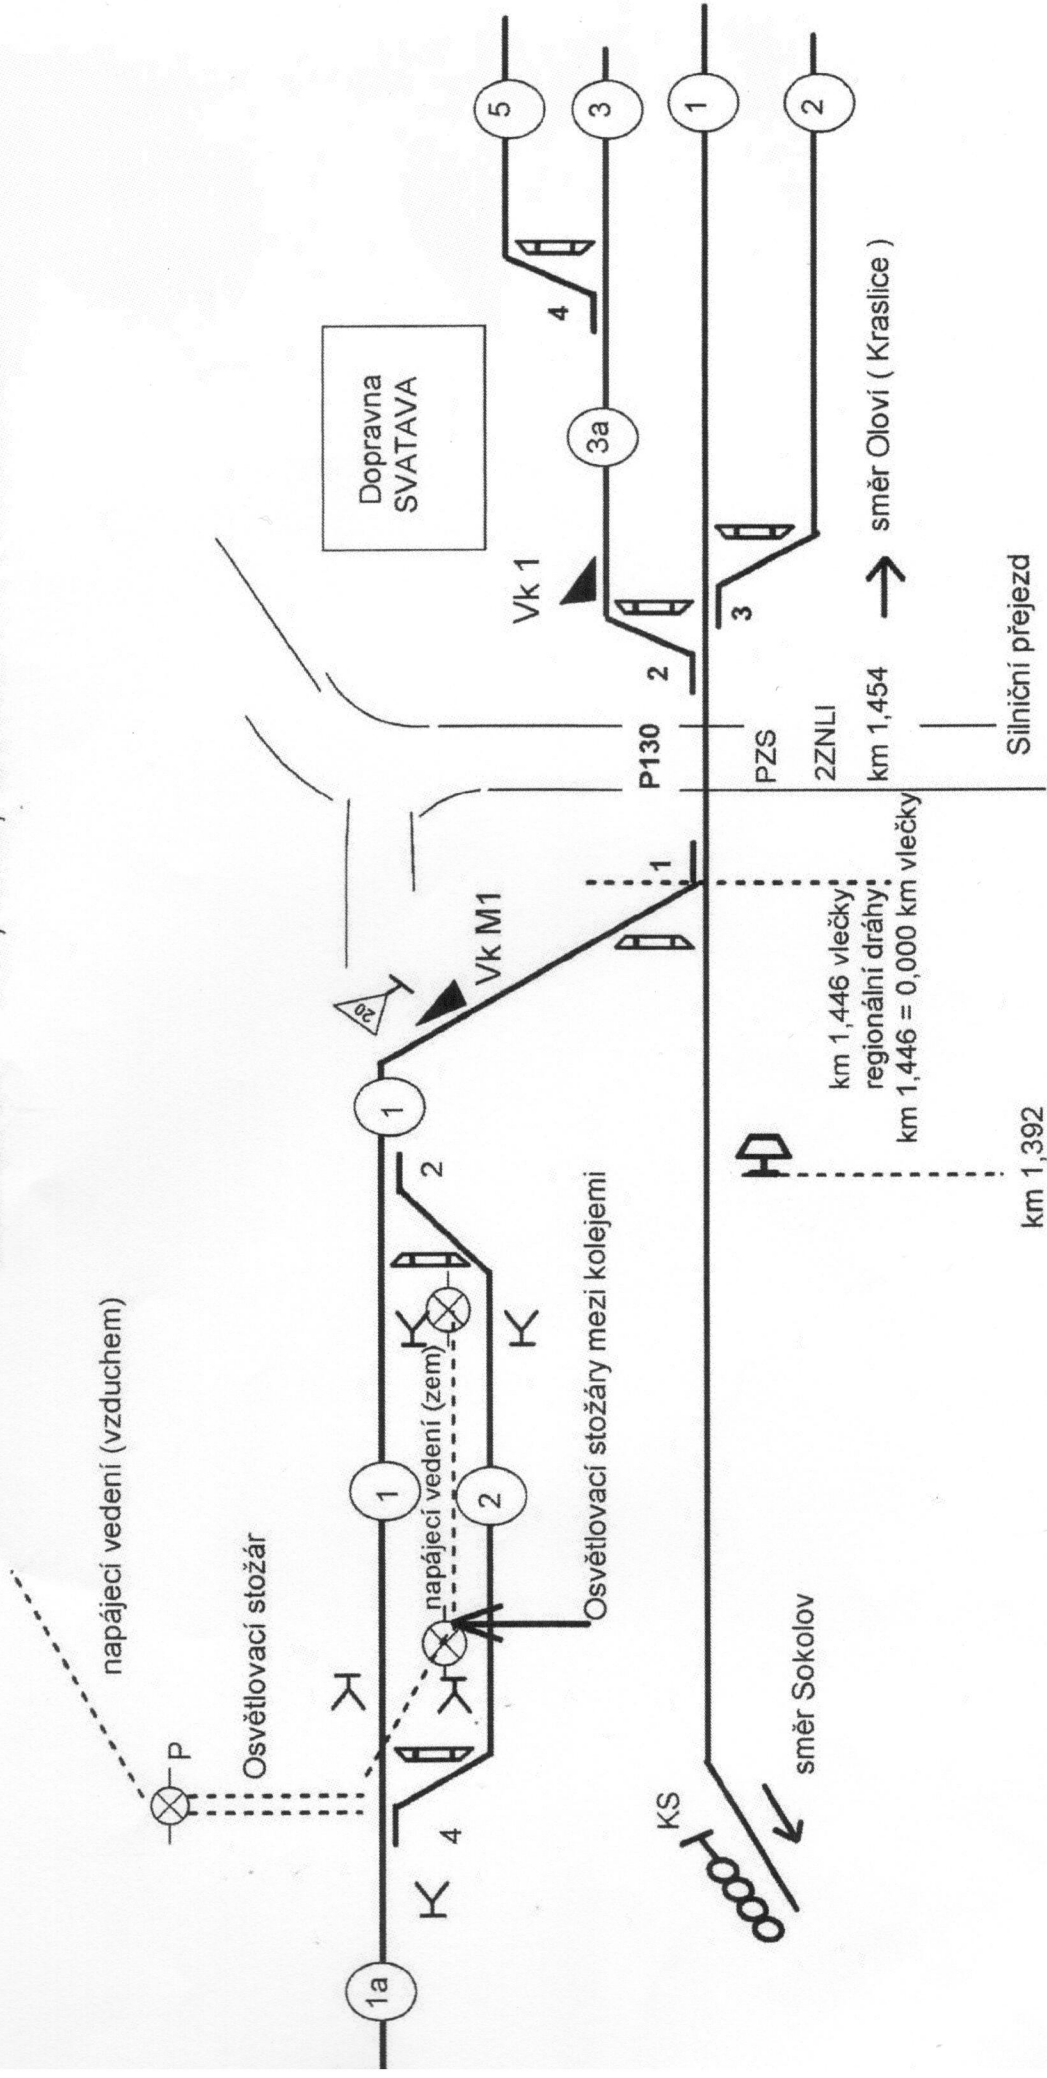 napájecí vedení (vzduchem)
P
Osvětlovací stožár
1a
4
1
napájecí vedení (zem)
2
2
1
20
Vk M1
Osvětlovací stožáry mezi kolejemi
KS
směr Sokolov
km 1,392
km 1,446 vlečky
regionální dráhy
km 1,446 = 0,000 km vlečky
1
P130
PZS
2ZNLI
km 1,454
Silniční přejezd
směr Oloví ( Kraslice )
Dopravna
SVATAVA
Vk 1
2
3
3a
4
5
3
1
2